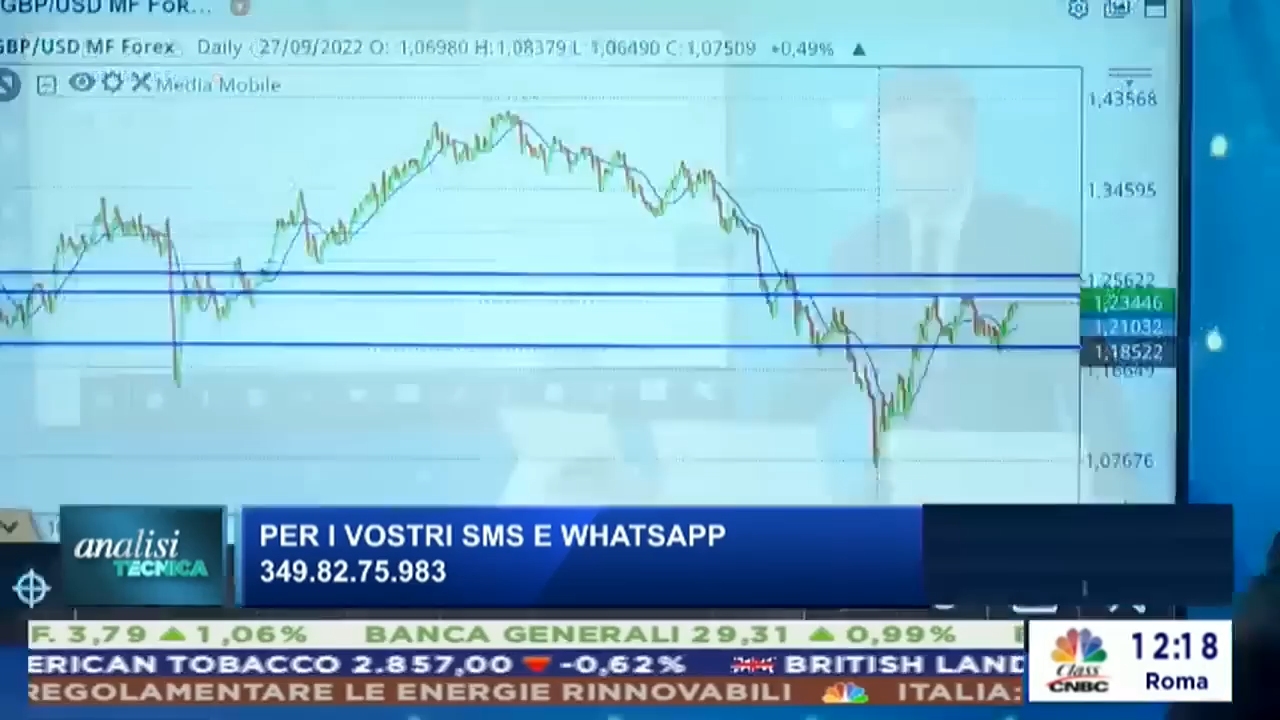 GBP/USD MF FOR...
GBP/USD MF Forex Daily 27/09/2022 O: 1,06980 H: 1,08379 L 1,06490 C: 1,07509 +0,49% ▲
Media Mobile
1,43568
1,34595
1,25622
1,23446
1,21032
1,18522
1,16649
1,07676
analisi
TECNICA
PER I VOSTRI SMS E WHATSAPP
349.82.75.983
F. 3,79 ▲ 1,06% BANCA GENERALI 29,31 ▲ 0,99%
ERICAN TOBACCO 2.857,00 ▼ -0,62% BRITISH LAND
REGOLAMENTARE LE ENERGIE RINNOVABILI ITALIA:
Class
CNBC
12:18
Roma